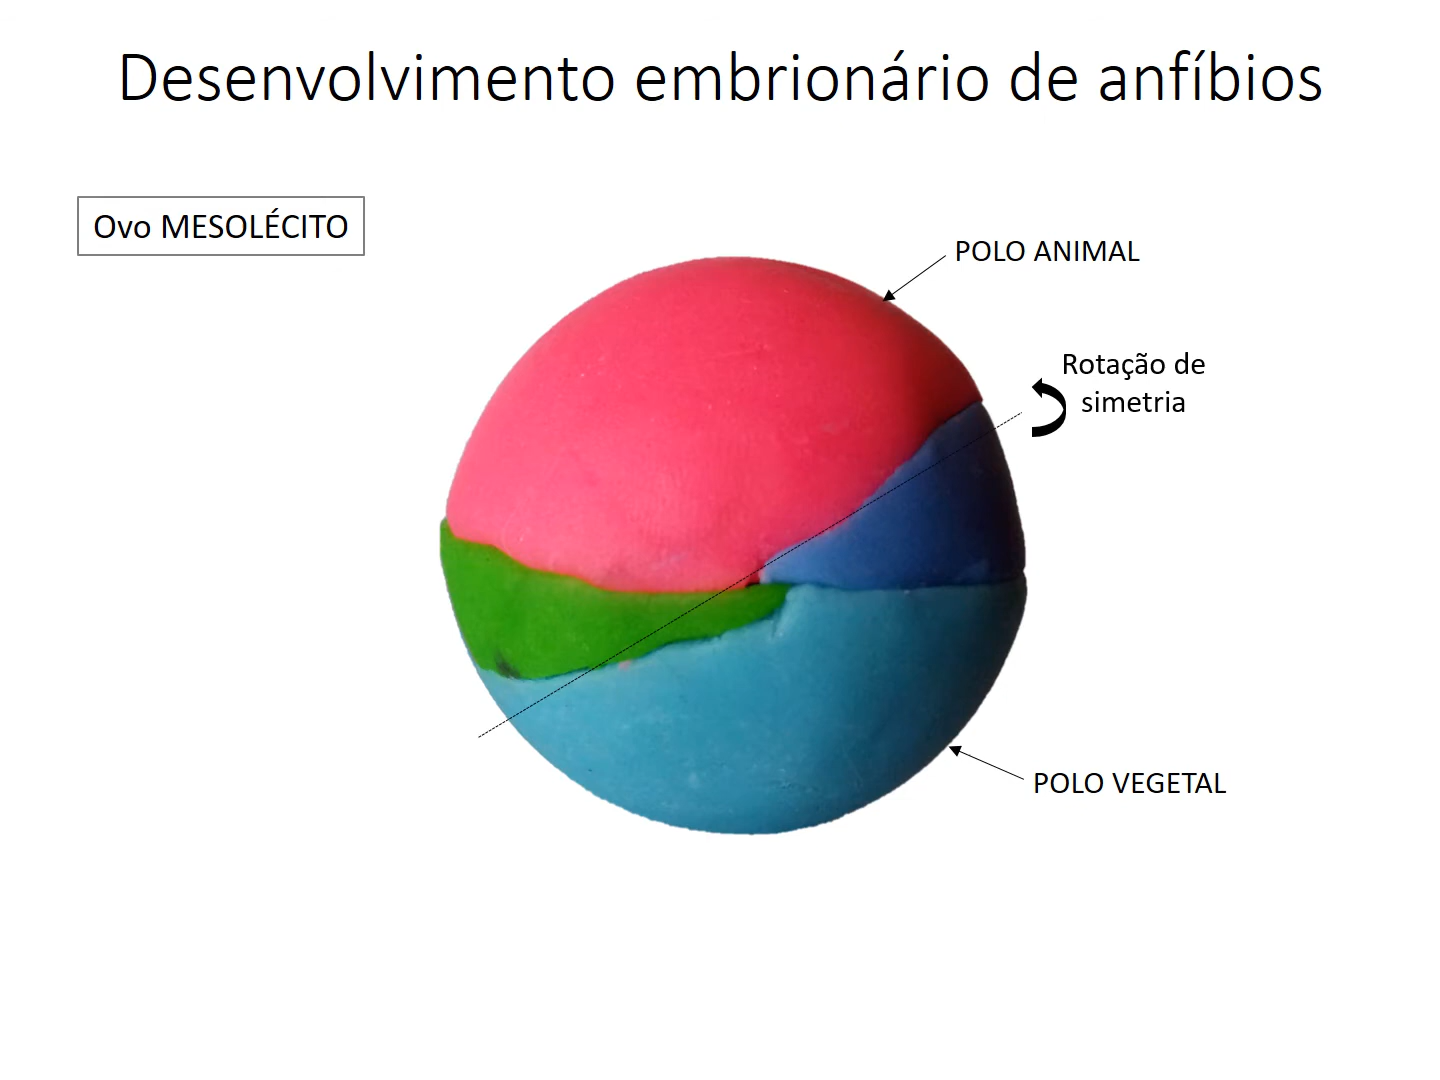 Desenvolvimento embrionário de anfíbios
Ovo MESOLÉCITO
POLO ANIMAL
Rotação de
simetria
POLO VEGETAL